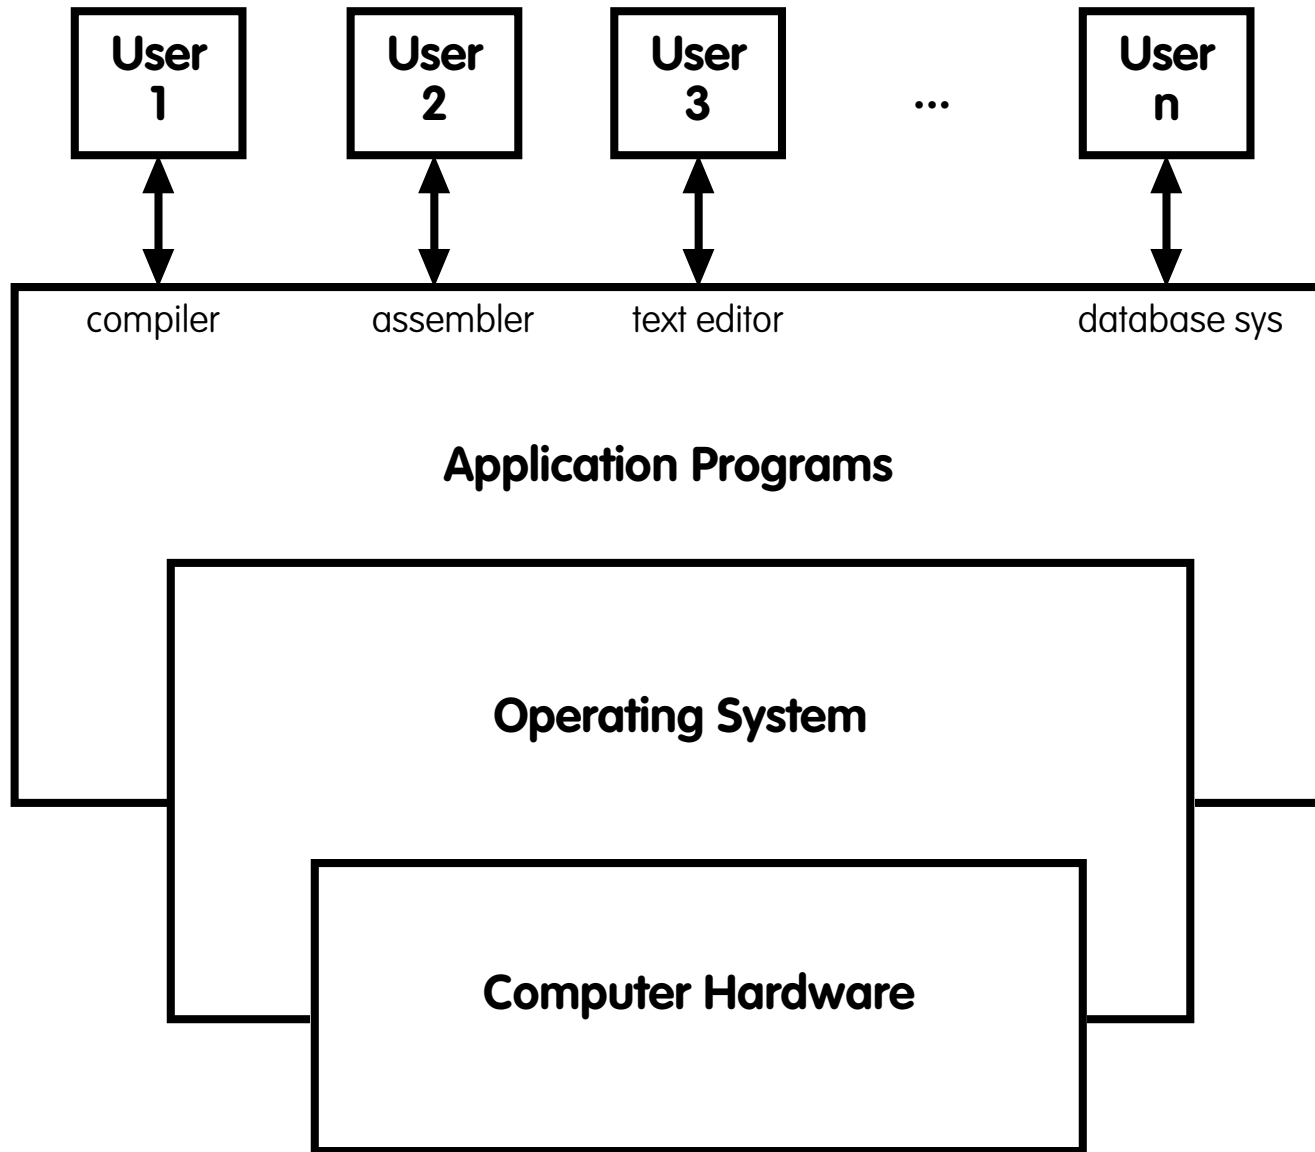 User
1
User
2
User
3
...
User
n
compiler
assembler
text editor
database sys
Application Programs
Operating System
Computer Hardware